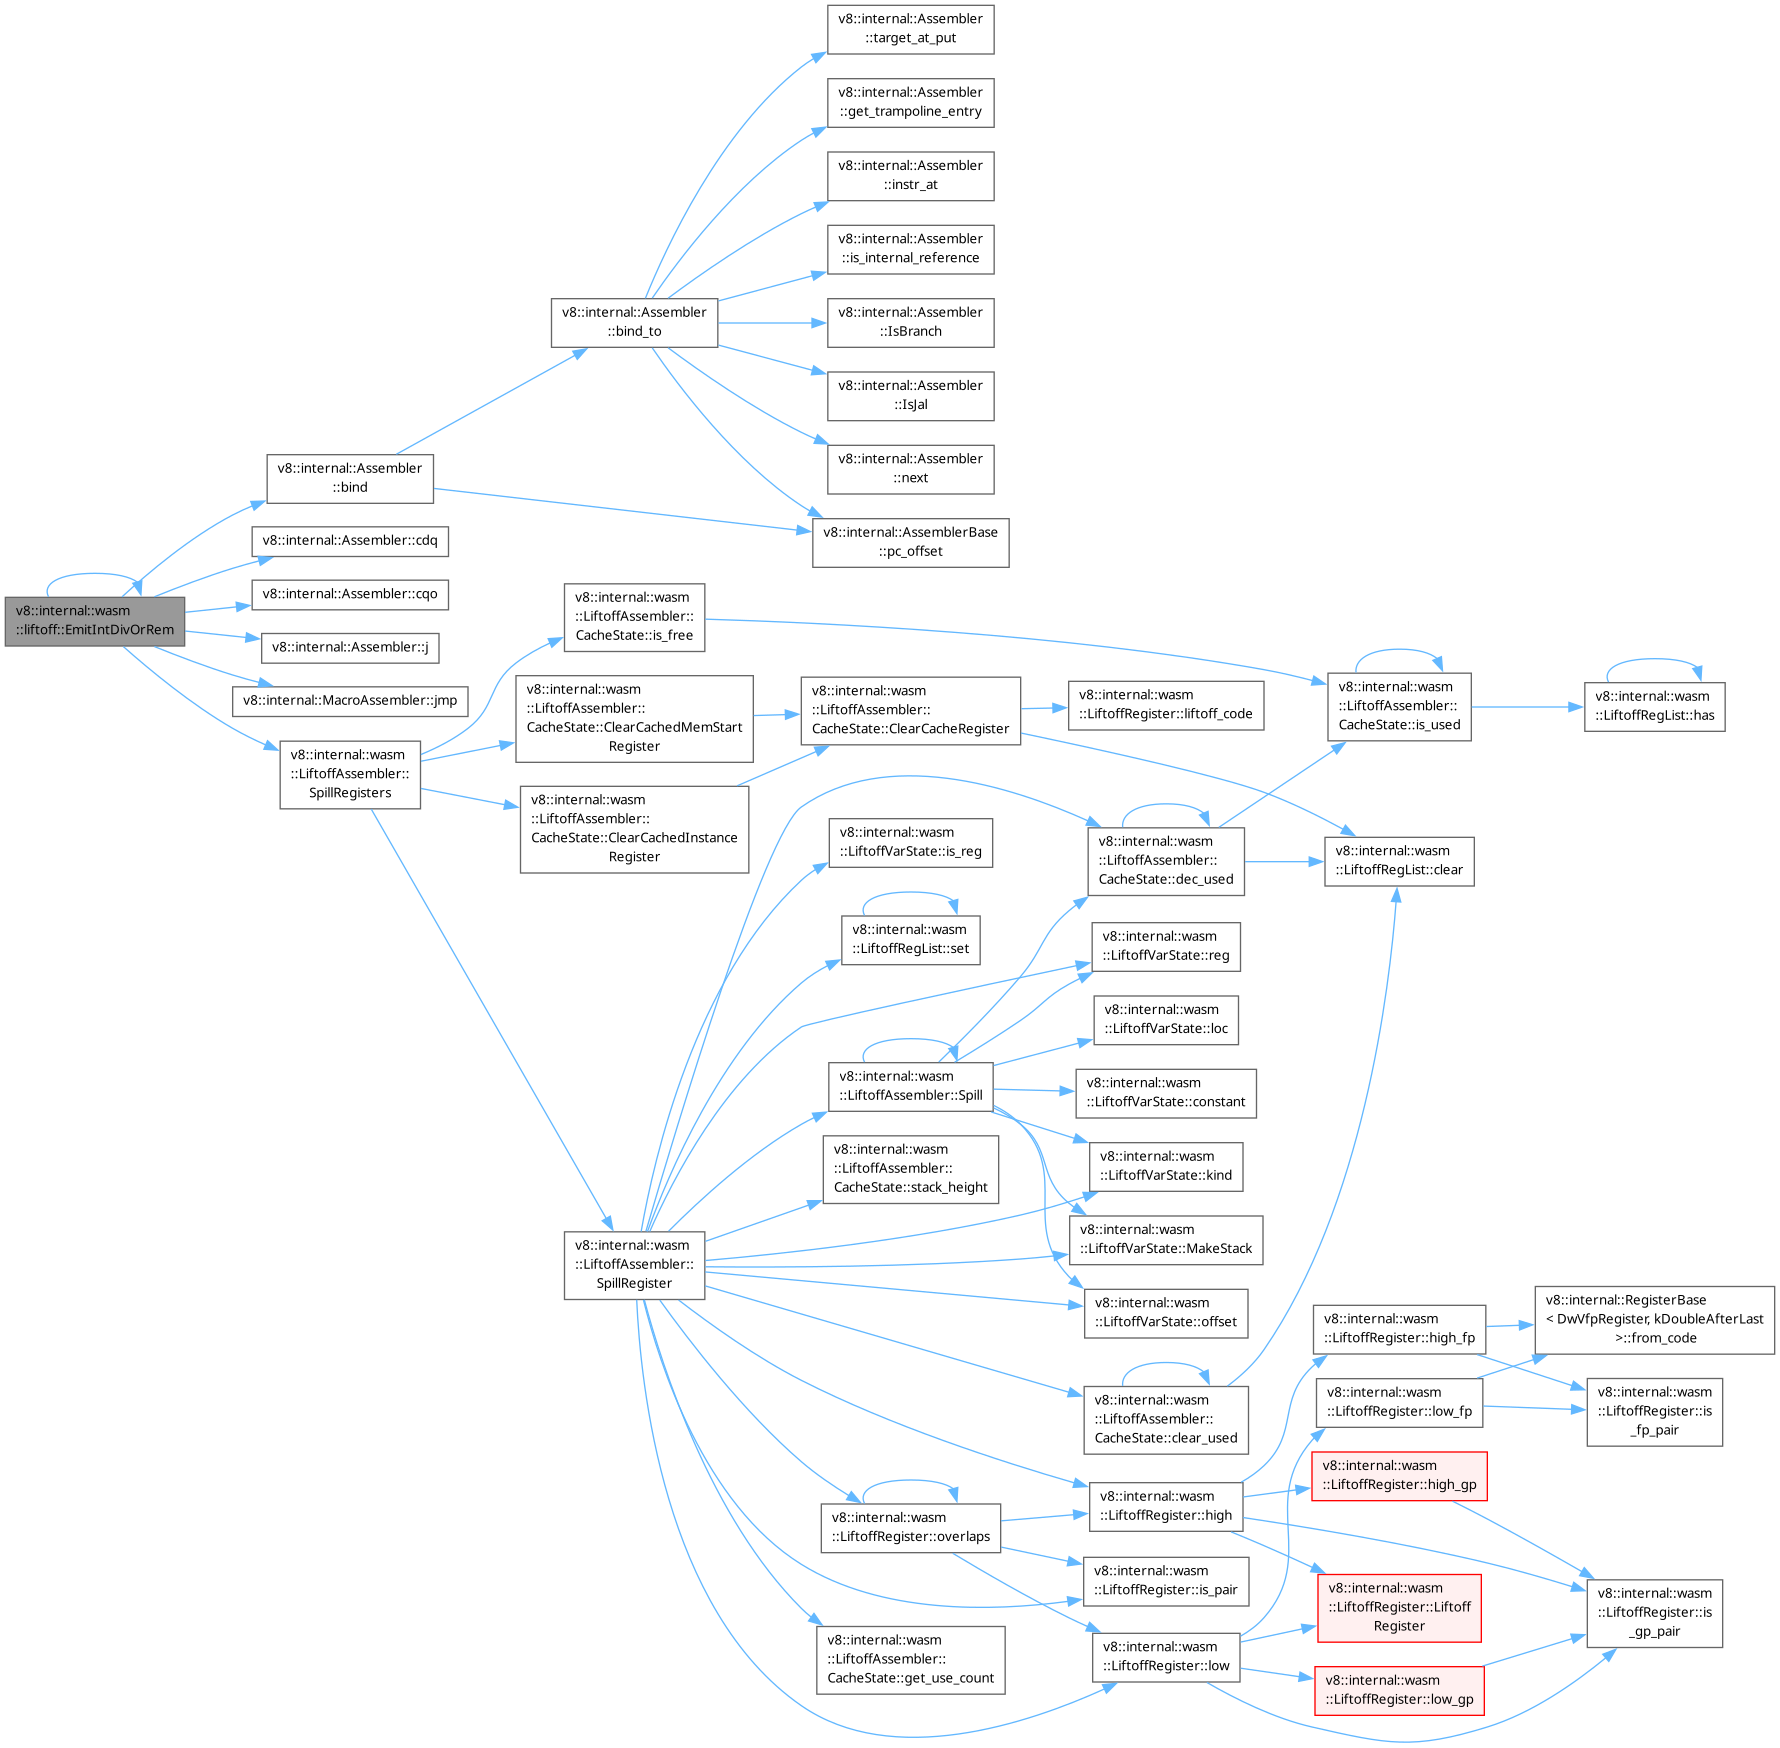 v8::internal::Assembler
::target_at_put
v8::internal::Assembler
::get_trampoline_entry
v8::internal::Assembler
::instr_at
v8::internal::Assembler
::is_internal_reference
v8::internal::Assembler
::bind_to
v8::internal::Assembler
::IsBranch
v8::internal::Assembler
::IsJal
v8::internal::Assembler
::next
v8::internal::Assembler
::bind
v8::internal::AssemblerBase
::pc_offset
v8::internal::Assembler::cdq
v8::internal::Assembler::cqo
v8::internal::wasm
::liftoff::EmitIntDivOrRem
v8::internal::Assembler::j
v8::internal::MacroAssembler::jmp
v8::internal::wasm
::LiftoffAssembler::
SpillRegisters
v8::internal::wasm
::LiftoffAssembler::
CacheState::is_free
v8::internal::wasm
::LiftoffAssembler::
CacheState::ClearCachedMemStart
Register
v8::internal::wasm
::LiftoffAssembler::
CacheState::ClearCachedInstance
Register
v8::internal::wasm
::LiftoffAssembler::
CacheState::ClearCacheRegister
v8::internal::wasm
::LiftoffRegister::liftoff_code
v8::internal::wasm
::LiftoffAssembler::
CacheState::is_used
v8::internal::wasm
::LiftoffRegList::has
v8::internal::wasm
::LiftoffVarState::is_reg
v8::internal::wasm
::LiftoffAssembler::
CacheState::dec_used
v8::internal::wasm
::LiftoffRegList::clear
v8::internal::wasm
::LiftoffRegList::set
v8::internal::wasm
::LiftoffVarState::reg
v8::internal::wasm
::LiftoffVarState::loc
v8::internal::wasm
::LiftoffAssembler::Spill
v8::internal::wasm
::LiftoffVarState::constant
v8::internal::wasm
::LiftoffAssembler::
CacheState::stack_height
v8::internal::wasm
::LiftoffVarState::kind
v8::internal::wasm
::LiftoffAssembler::
SpillRegister
v8::internal::wasm
::LiftoffVarState::MakeStack
v8::internal::wasm
::LiftoffVarState::offset
v8::internal::wasm
::LiftoffRegister::high_fp
v8::internal::RegisterBase
< DwVfpRegister, kDoubleAfterLast
>::from_code
v8::internal::wasm
::LiftoffAssembler::
CacheState::clear_used
v8::internal::wasm
::LiftoffRegister::low_fp
v8::internal::wasm
::LiftoffRegister::is
_fp_pair
v8::internal::wasm
::LiftoffRegister::high_gp
v8::internal::wasm
::LiftoffRegister::overlaps
v8::internal::wasm
::LiftoffRegister::high
v8::internal::wasm
::LiftoffRegister::is_pair
v8::internal::wasm
::LiftoffRegister::Liftoff
Register
v8::internal::wasm
::LiftoffRegister::is
_gp_pair
v8::internal::wasm
::LiftoffAssembler::
CacheState::get_use_count
v8::internal::wasm
::LiftoffRegister::low
v8::internal::wasm
::LiftoffRegister::low_gp